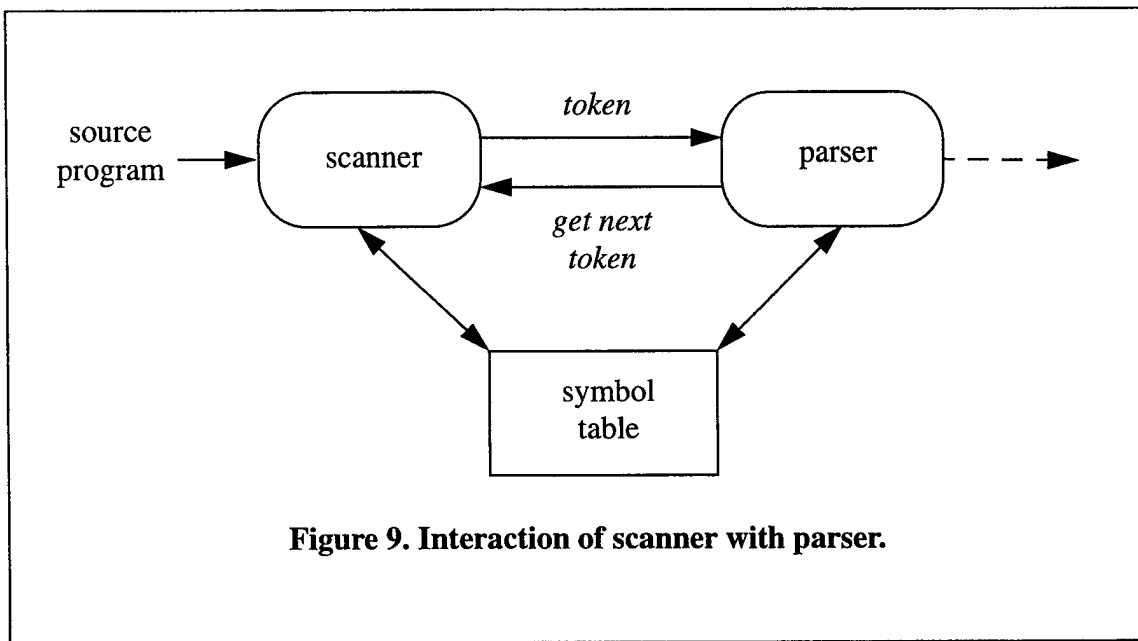 token
source
program
scanner
parser
get next
token
symbol
table
Figure 9. Interaction of scanner with parser.